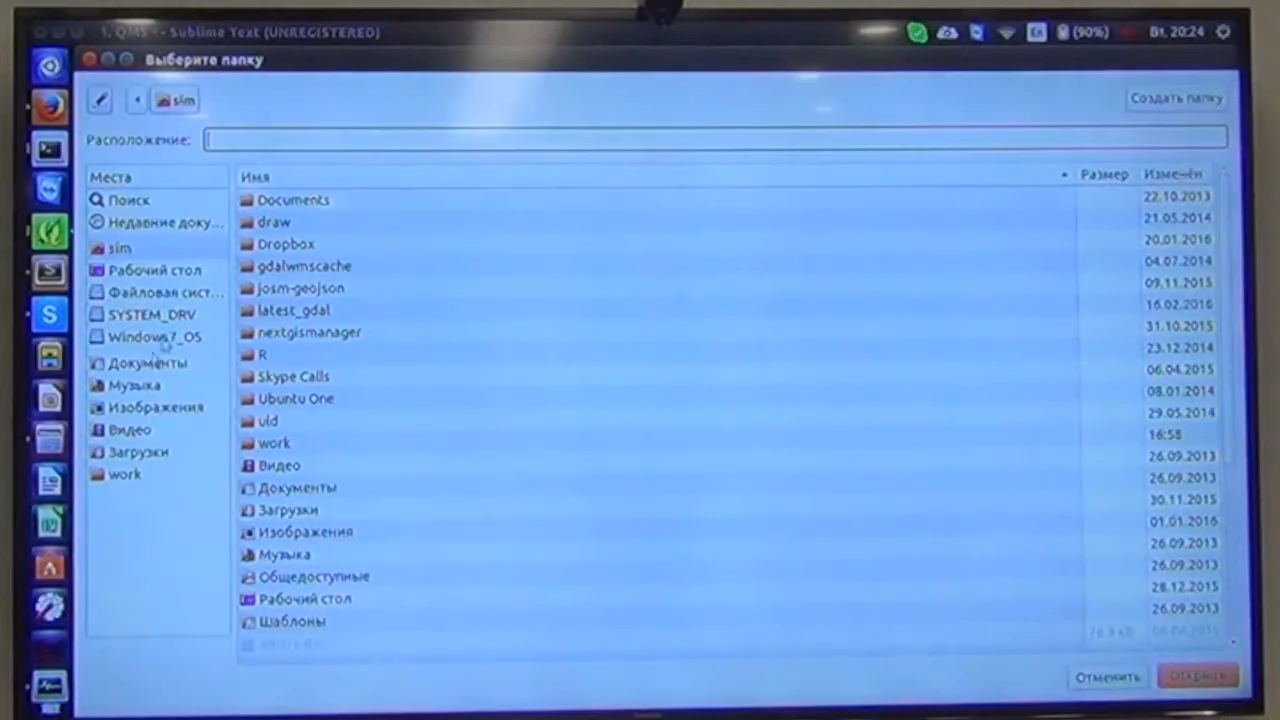 1. QMS - - Sublime Text (UNREGISTERED)
En
(90%)
Вт, 20:24
Выберите папку
sim
Создать папку
Расположение:
Места
Имя
Размер
Изменён
Поиск
Недавние доку...
sim
Рабочий стол
Файловая сист...
SYSTEM_DRV
Windows7_OS
Документы
Музыка
Изображения
Видео
Загрузки
work
Documents 22.10.2013
draw 21.05.2014
Dropbox 20.01.2016
gdalwmscache 04.07.2014
josm-geojson 09.11.2015
latest_gdal 16.02.2016
nextgismanager 31.10.2015
R 23.12.2014
Skype Calls 06.04.2015
Ubuntu One 08.01.2014
uld 29.05.2014
work 16:58
Видео 26.09.2013
Документы 26.09.2013
Загрузки 30.11.2015
Изображения 01.01.2016
Музыка 26.09.2013
Общедоступные 26.09.2013
Рабочий стол 28.12.2015
Шаблоны 26.09.2013
Отменить
Открыть